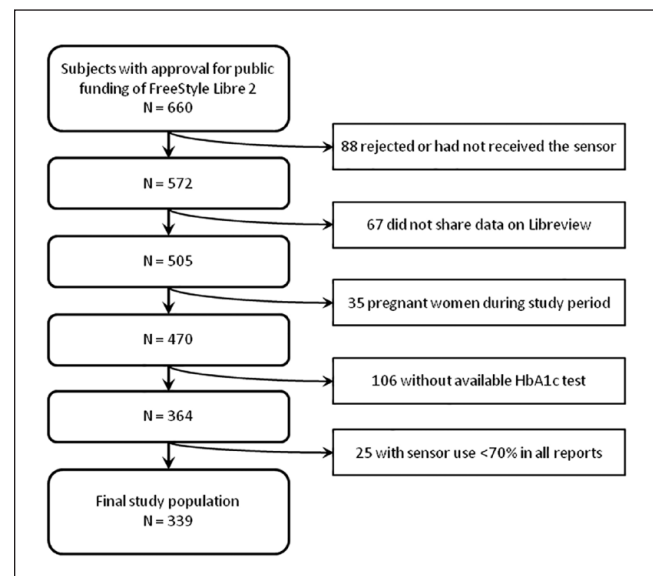 Subjects with approval for public
funding of FreeStyle Libre 2
N = 660
88 rejected or had not received the sensor
N = 572
67 did not share data on Libreview
N = 505
35 pregnant women during study period
N = 470
106 without available HbA1c test
N = 364
25 with sensor use <70% in all reports
Final study population
N = 339